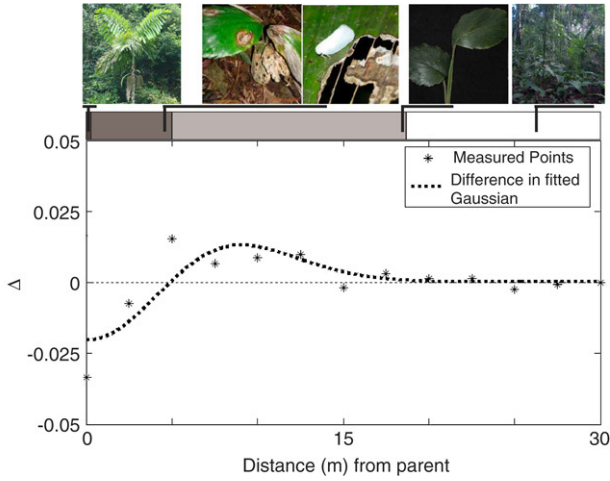 0.05
0.025
0
-0.025
-0.05
Δ
Measured Points
Difference in fitted
Gaussian
0
15
30
Distance (m) from parent